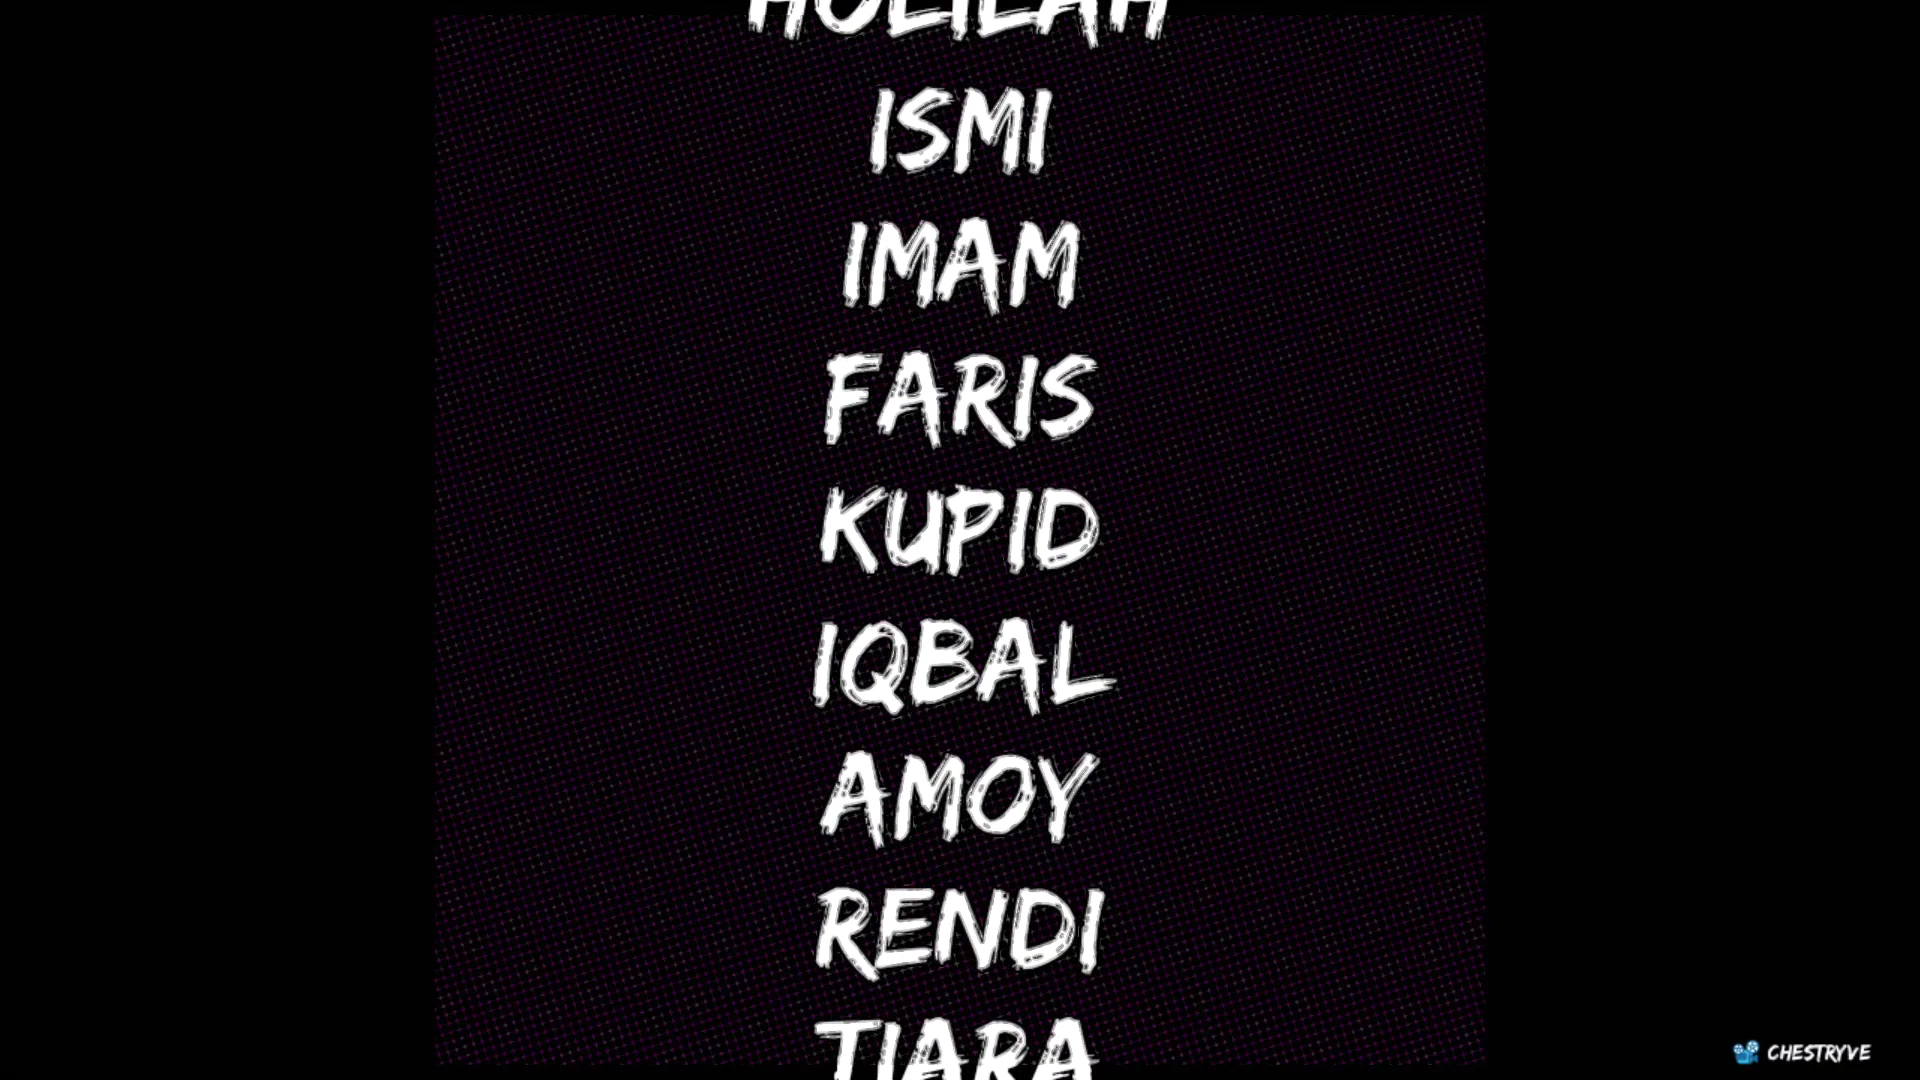 HOLILAH
ISMI
IMAM
FARIS
KUPID
IQBAL
AMOY
RENDI
TIARA
CHESTRYVE